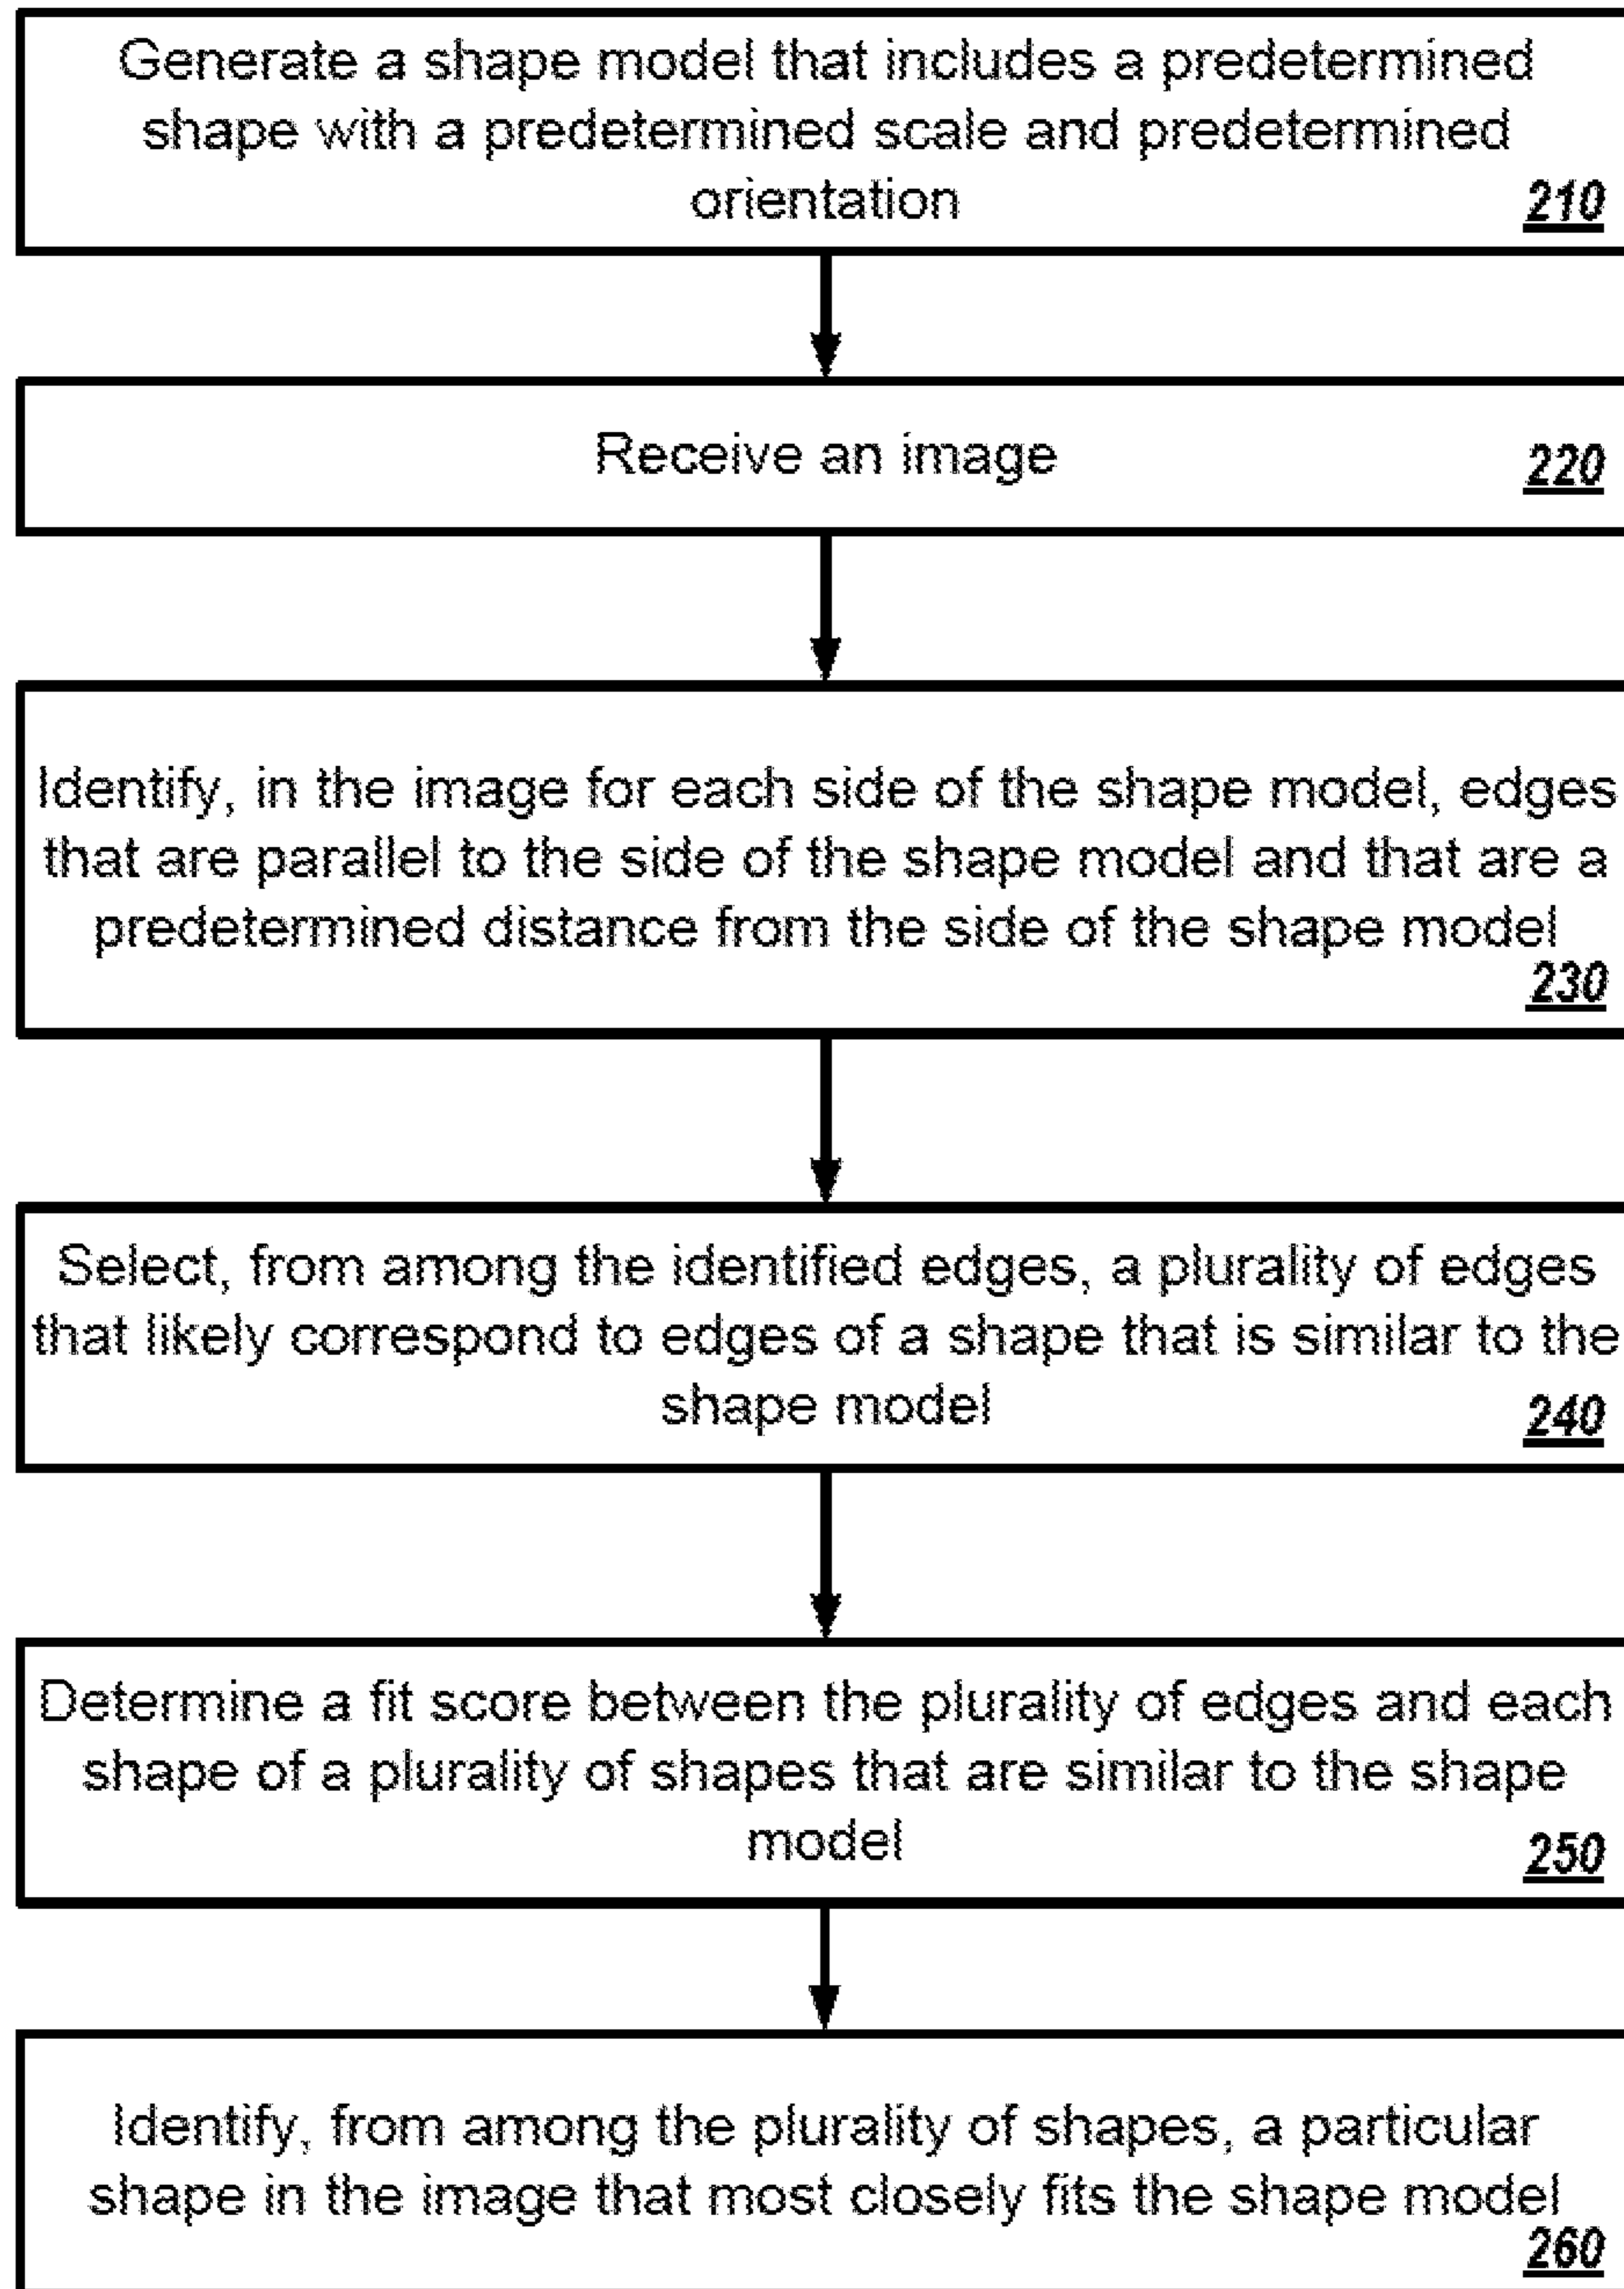 Generate a shape model that includes a predetermined
shape with a predetermined scale and predetermined
orientation
210
Receive an image
220
Identify, in the image for each side of the shape model, edges
that are parallel to the side of the shape model and that are a
predetermined distance from the side of the shape model
230
Select, from among the identified edges, a plurality of edges
that likely correspond to edges of a shape that is similar to the
shape model
240
Determine a fit score between the plurality of edges and each
shape of a plurality of shapes that are similar to the shape
model
250
Identify, from among the plurality of shapes, a particular
shape in the image that most closely fits the shape model
260